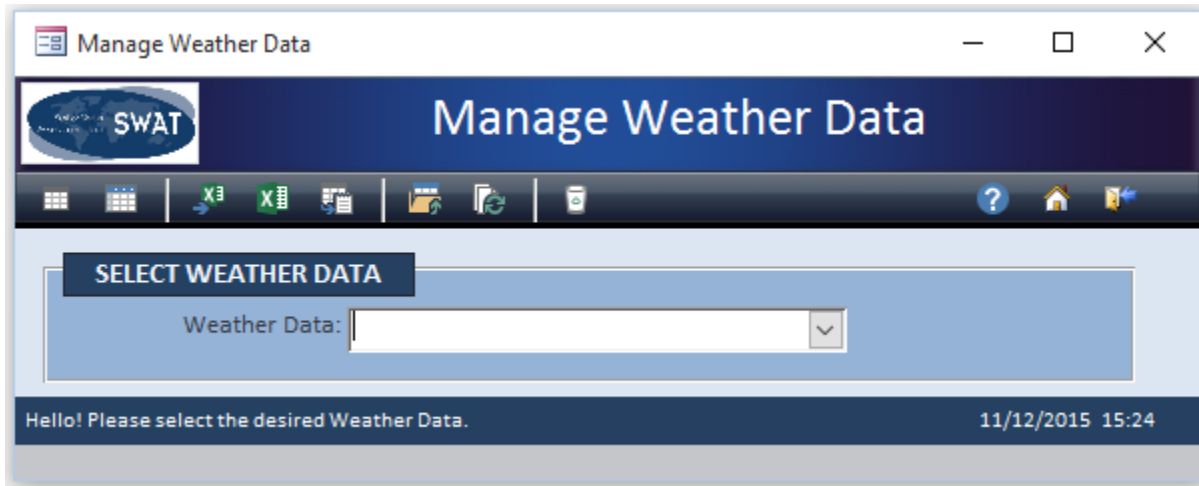 Manage Weather Data
SWAT
Manage Weather Data
SELECT WEATHER DATA
Weather Data:
Hello! Please select the desired Weather Data.
11/12/2015 15:24